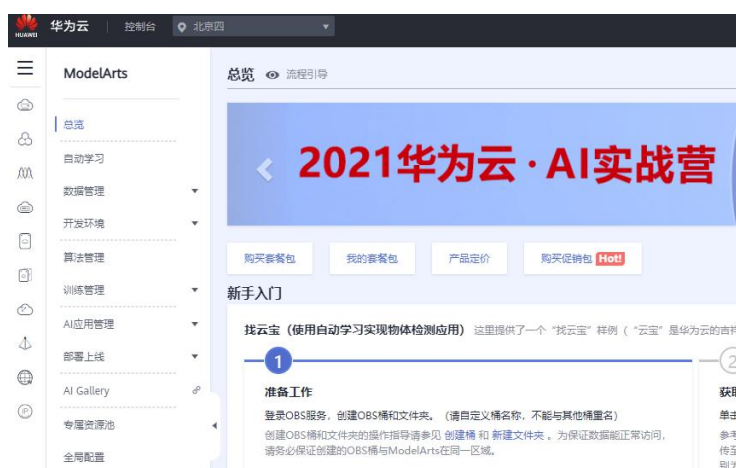 HUAWEI 华为云 控制台 北京四
ModelArts
总览
自动学习
数据管理
开发环境
算法管理
训练管理
AI应用管理
部署上线
AI Gallery
专属资源池
全局配置
总览 流程引导
2021华为云·AI实战营
购买套餐包 我的套餐包 产品定价 购买促销包 Hot!
新手入门
找云宝（使用自动学习实现物体检测应用） 这里提供了一个“找云宝”样例（“云宝”是华为云的吉祥
1
准备工作
登录OBS服务，创建OBS桶和文件夹。（请自定义桶名称，不能与其他桶重名）
创建OBS桶和文件夹的操作指导请参见 创建桶 和 新建文件夹 。为保证数据能正常访问，
请务必保证创建的OBS桶与ModelArts在同一区域。
2
获取
单击
参考
传至